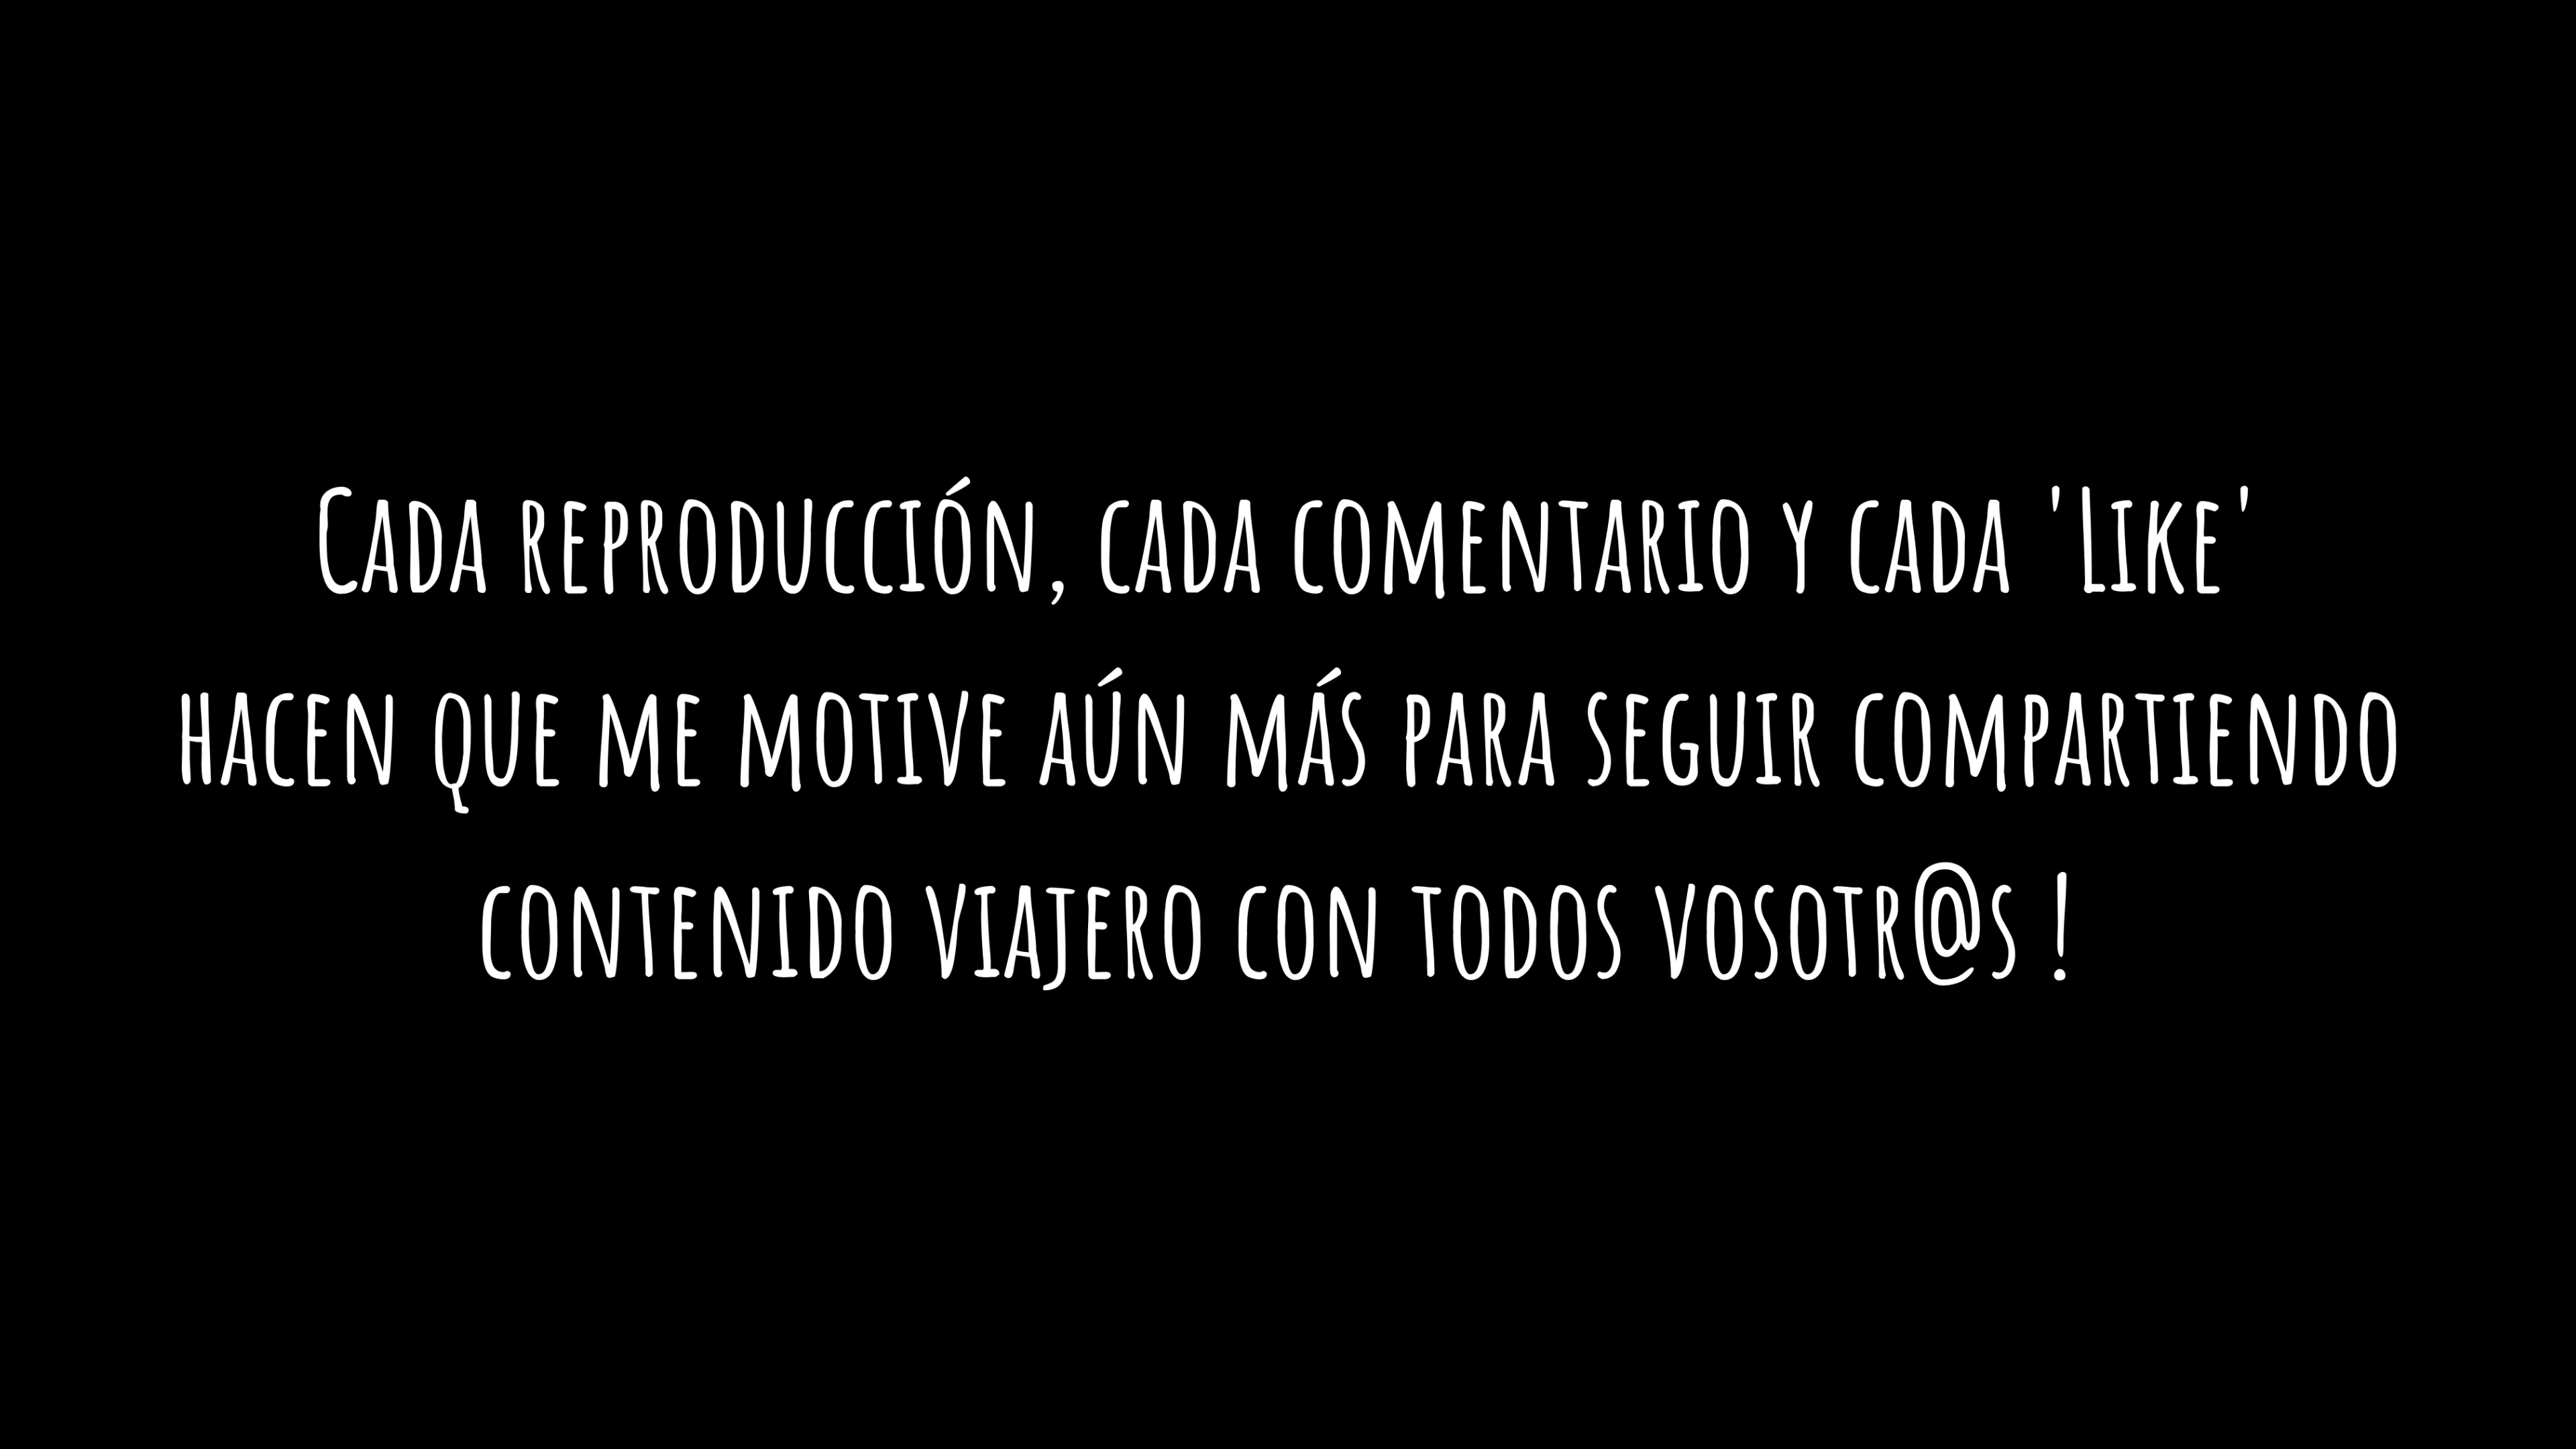 Cada reproducción, cada comentario y cada 'Like'
hacen que me motive aún más para seguir compartiendo
contenido viajero con todos vosotr@s !